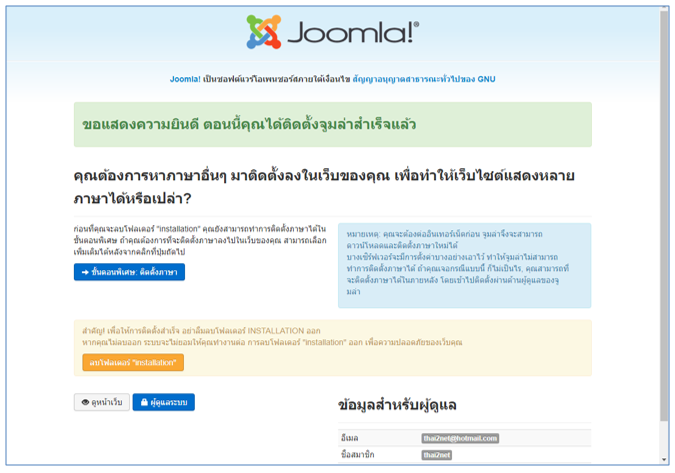 Joomla!®
Joomla! เป็นซอฟต์แวร์โอเพนซอร์สภายใต้เงื่อนไข สัญญาอนุญาตสาธารณะทั่วไปของ GNU
ขอแสดงความยินดี ตอนนี้คุณได้ติดตั้งจูมล่าสำเร็จแล้ว
คุณต้องการหาภาษาอื่นๆ มาติดตั้งลงในเว็บของคุณ เพื่อทำให้เว็บไซต์แสดงหลาย
ภาษาได้หรือเปล่า?
ก่อนที่คุณจะลบโฟลเดอร์ "installation" คุณยังสามารถทำการติดตั้งภาษาได้ใน
ขั้นตอนพิเศษ ถ้าคุณต้องการที่จะติดตั้งภาษาลงไปในเว็บของคุณ สามารถเลือก
เพิ่มเติมได้หลังจากคลิกที่ปุ่มถัดไป
ขั้นตอนพิเศษ: ติดตั้งภาษา
หมายเหตุ: คุณจะต้องต่ออินเทอร์เน็ตก่อน จูมล่าจึงจะสามารถ
ดาวน์โหลดและติดตั้งภาษาใหม่ได้
บางเซิร์ฟเวอร์จะมีการตั้งค่าบางอย่างเอาไว้ ทำให้จูมล่าไม่สามารถ
ทำการติดตั้งภาษาได้ ถ้าคุณเจอกรณีแบบนี้ ก็ไม่เป็นไร, คุณสามารถที่
จะติดตั้งภาษาได้ในภายหลัง โดยเข้าไปติดตั้งผ่านด้านผู้ดูแลของจู
มล่า
สำคัญ! เพื่อให้การติดตั้งสำเร็จ อย่าลืมลบโฟลเดอร์ INSTALLATION ออก
หากคุณไม่ลบออก ระบบจะไม่ยอมให้คุณทำงานต่อ การลบโฟลเดอร์ "installation" ออก เพื่อความปลอดภัยของเว็บคุณ
ลบโฟลเดอร์ "installation"
ดูหน้าเว็บ ผู้ดูแลระบบ
ข้อมูลสำหรับผู้ดูแล
อีเมล thai2net@hotmail.com
ชื่อสมาชิก thai2net